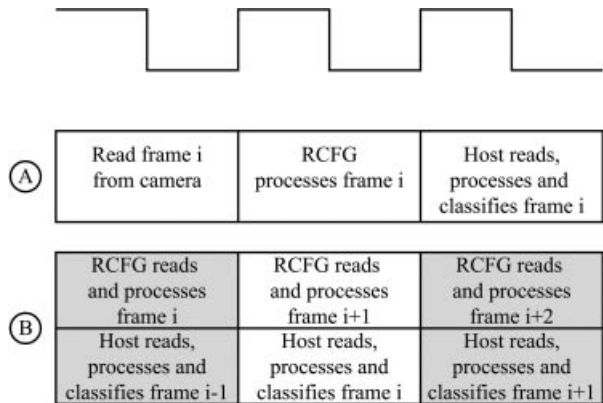 A
Read frame i
from camera
RCFG
processes frame i
Host reads,
processes and
classifies frame i
B
RCFG reads
and processes
frame i
RCFG reads
and processes
frame i+1
RCFG reads
and processes
frame i+2
Host reads,
processes and
classifies frame i-1
Host reads,
processes and
classifies frame i
Host reads,
processes and
classifies frame i+1